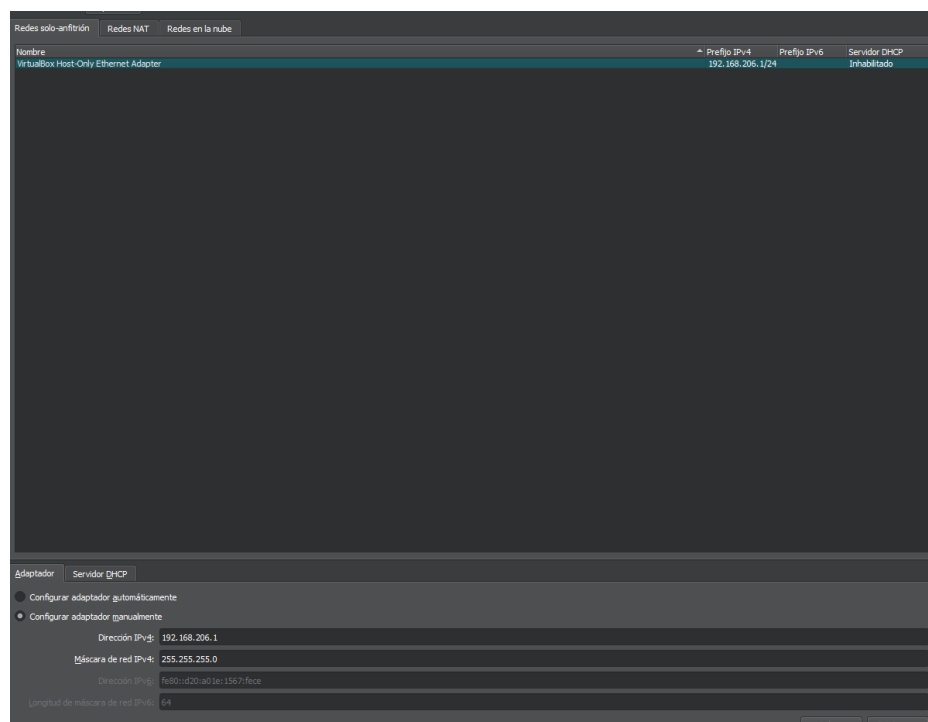 Redes solo-anfitrión Redes NAT Redes en la nube
Nombre Prefijo IPv4 Prefijo IPv6 Servidor DHCP
VirtualBox Host-Only Ethernet Adapter 192.168.206.1/24 Inhabilitado
Adaptador Servidor DHCP
Configurar adaptador automáticamente
Configurar adaptador manualmente
Dirección IPv4: 192.168.206.1
Máscara de red IPv4: 255.255.255.0
Dirección IPv6: fe80::d20:a01e:1567:fece
Longitud de máscara de red IPv6: 64